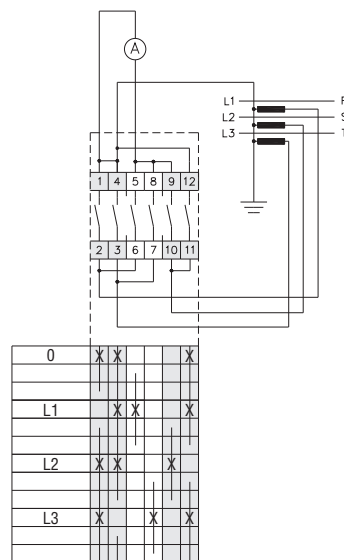 A
L1 R
L2 S
L3 T
1 4 5 8 9 12
2 3 6 7 10 11
0 X X X
L1 X X X
L2 X X X
L3 X X X